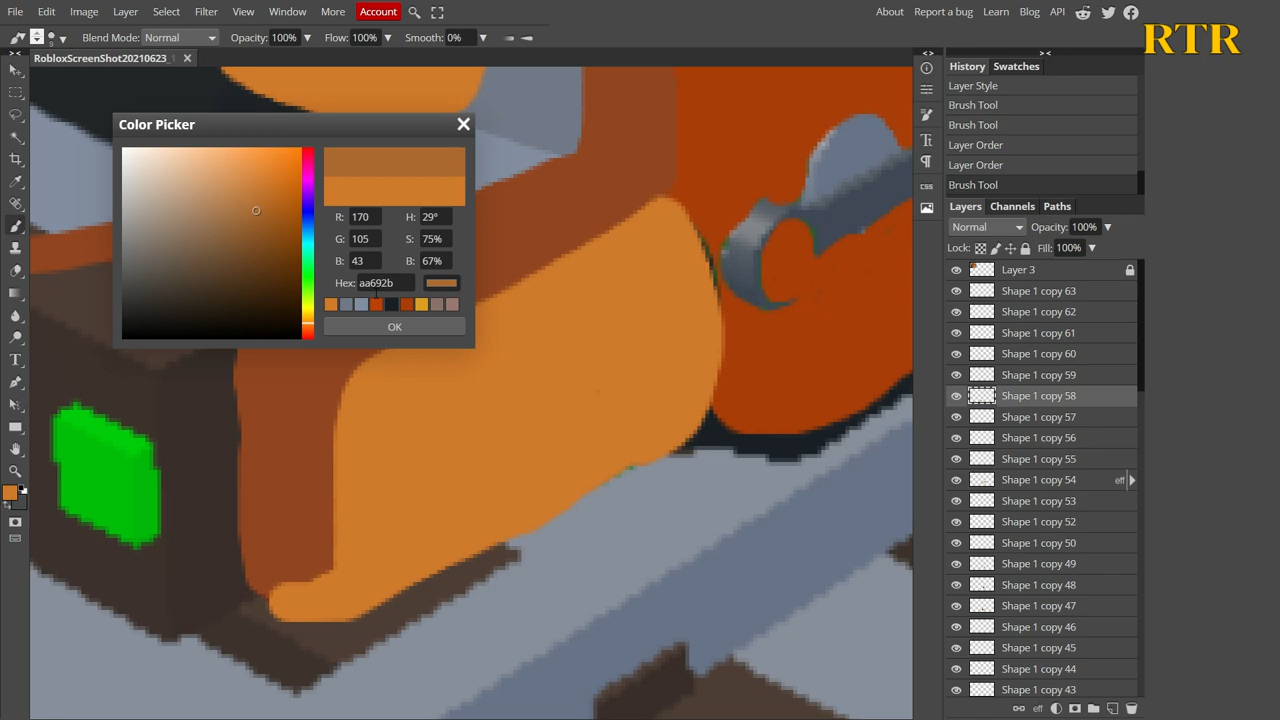 File Edit Image Layer Select Filter View Window More Account About Report a bug Learn Blog API
RTR
Blend Mode: Normal Opacity: 100% Flow: 100% Smooth: 0%
9
RobloxScreenShot20210623_
History Swatches
Layer Style
Brush Tool
Brush Tool
Layer Order
Layer Order
Brush Tool
Color Picker
R: 170 H: 29º
G: 105 S: 75%
B: 43 B: 67%
Hex: aa692b
OK
CSS
Layers Channels Paths
Normal Opacity: 100%
Lock: Fill: 100%
Layer 3
Shape 1 copy 63
Shape 1 copy 62
Shape 1 copy 61
Shape 1 copy 60
Shape 1 copy 59
Shape 1 copy 58
Shape 1 copy 57
Shape 1 copy 56
Shape 1 copy 55
Shape 1 copy 54 eff
Shape 1 copy 53
Shape 1 copy 52
Shape 1 copy 50
Shape 1 copy 49
Shape 1 copy 48
Shape 1 copy 47
Shape 1 copy 46
Shape 1 copy 45
Shape 1 copy 44
Shape 1 copy 43
eff